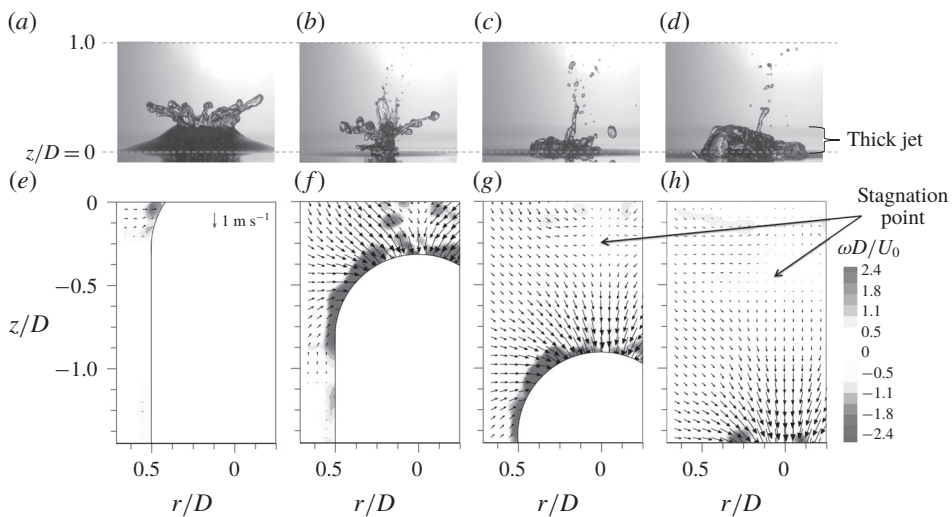 (a) (b) (c) (d)
1.0
z/D = 0
Thick jet
(e) (f) (g) (h)
0
−0.5
−1.0
z/D
1 m s⁻¹
Stagnation
point
ωD/U₀
2.4
1.8
1.1
0.5
0
−0.5
−1.1
−1.8
−2.4
0.5 0 0.5 0 0.5 0 0.5 0
r/D r/D r/D r/D